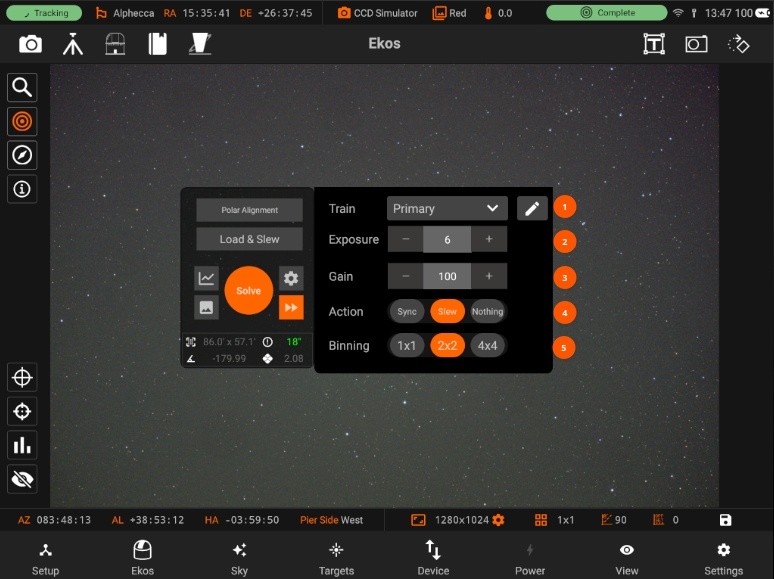 Tracking Alphecca RA 15:35:41 DE +26:37:45 CCD Simulator Red 0.0 Complete 13:47 100
Ekos
Polar Alignment
Load & Slew
Solve
86.0' x 57.1' 18"
-179.99 2.08
Train Primary 1
Exposure − 6 + 2
Gain − 100 + 3
Action Sync Slew Nothing 4
Binning 1x1 2x2 4x4 5
AZ 083:48:13 AL +38:53:12 HA -03:59:50 Pier Side West 1280x1024 1x1 90 0
Setup Ekos Sky Targets Device Power View Settings